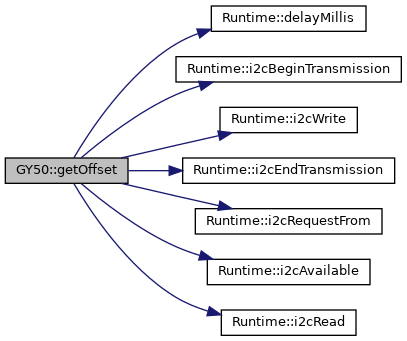 Runtime::delayMillis
Runtime::i2cBeginTransmission
Runtime::i2cWrite
GY50::getOffset
Runtime::i2cEndTransmission
Runtime::i2cRequestFrom
Runtime::i2cAvailable
Runtime::i2cRead